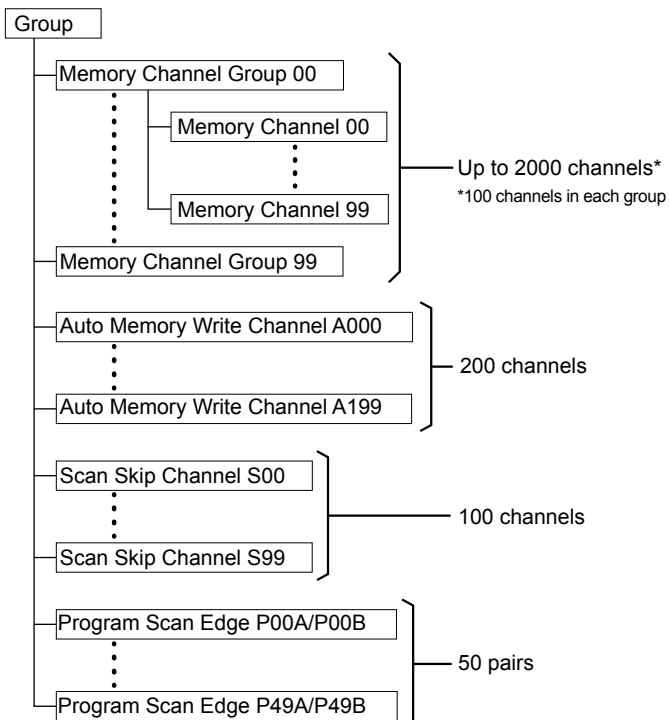 Group
Memory Channel Group 00
Memory Channel 00
Memory Channel 99
Memory Channel Group 99
Up to 2000 channels*
*100 channels in each group
Auto Memory Write Channel A000
Auto Memory Write Channel A199
200 channels
Scan Skip Channel S00
Scan Skip Channel S99
100 channels
Program Scan Edge P00A/P00B
Program Scan Edge P49A/P49B
50 pairs